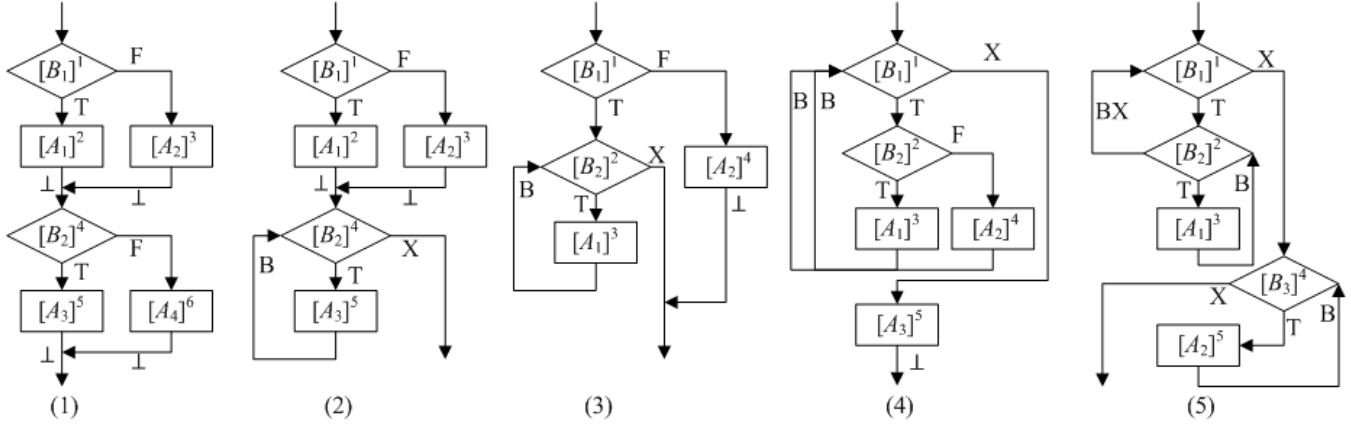 [B₁]¹ F [B₁]¹ F [B₁]¹ F [B₁]¹ X [B₁]¹ X
T T T B B T BX T
[A₁]² [A₂]³ [A₁]² [A₂]³ [B₂]² X [A₂]⁴ [B₂]² F [B₂]²
⊥ ⊥ ⊥ ⊥ B T ⊥ T T B
[B₂]⁴ F [B₂]⁴ X [A₁]³ [A₁]³ [A₂]⁴ [A₁]³
T B T [B₃]⁴ X
[A₃]⁵ [A₄]⁶ [A₃]⁵ [A₃]⁵ T B
⊥ ⊥ ⊥ [A₂]⁵
(1) (2) (3) (4) (5)